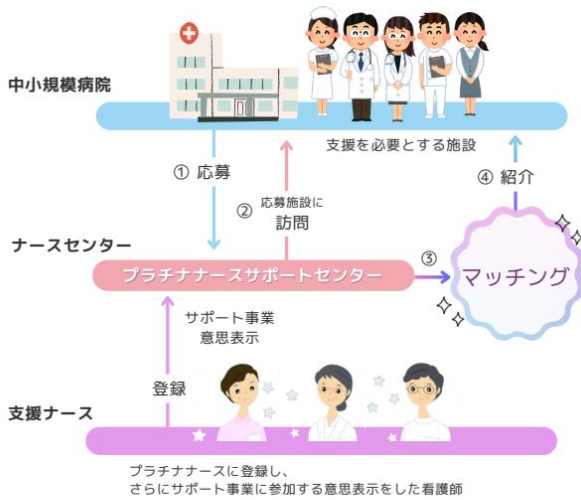 中小規模病院
支援を必要とする施設
① 応募
② 応募施設に
訪問
④ 紹介
ナースセンター
プラチナナースサポートセンター
③
マッチング
サポート事業
意思表示
登録
支援ナース
プラチナナースに登録し、
さらにサポート事業に参加する意思表示をした看護師